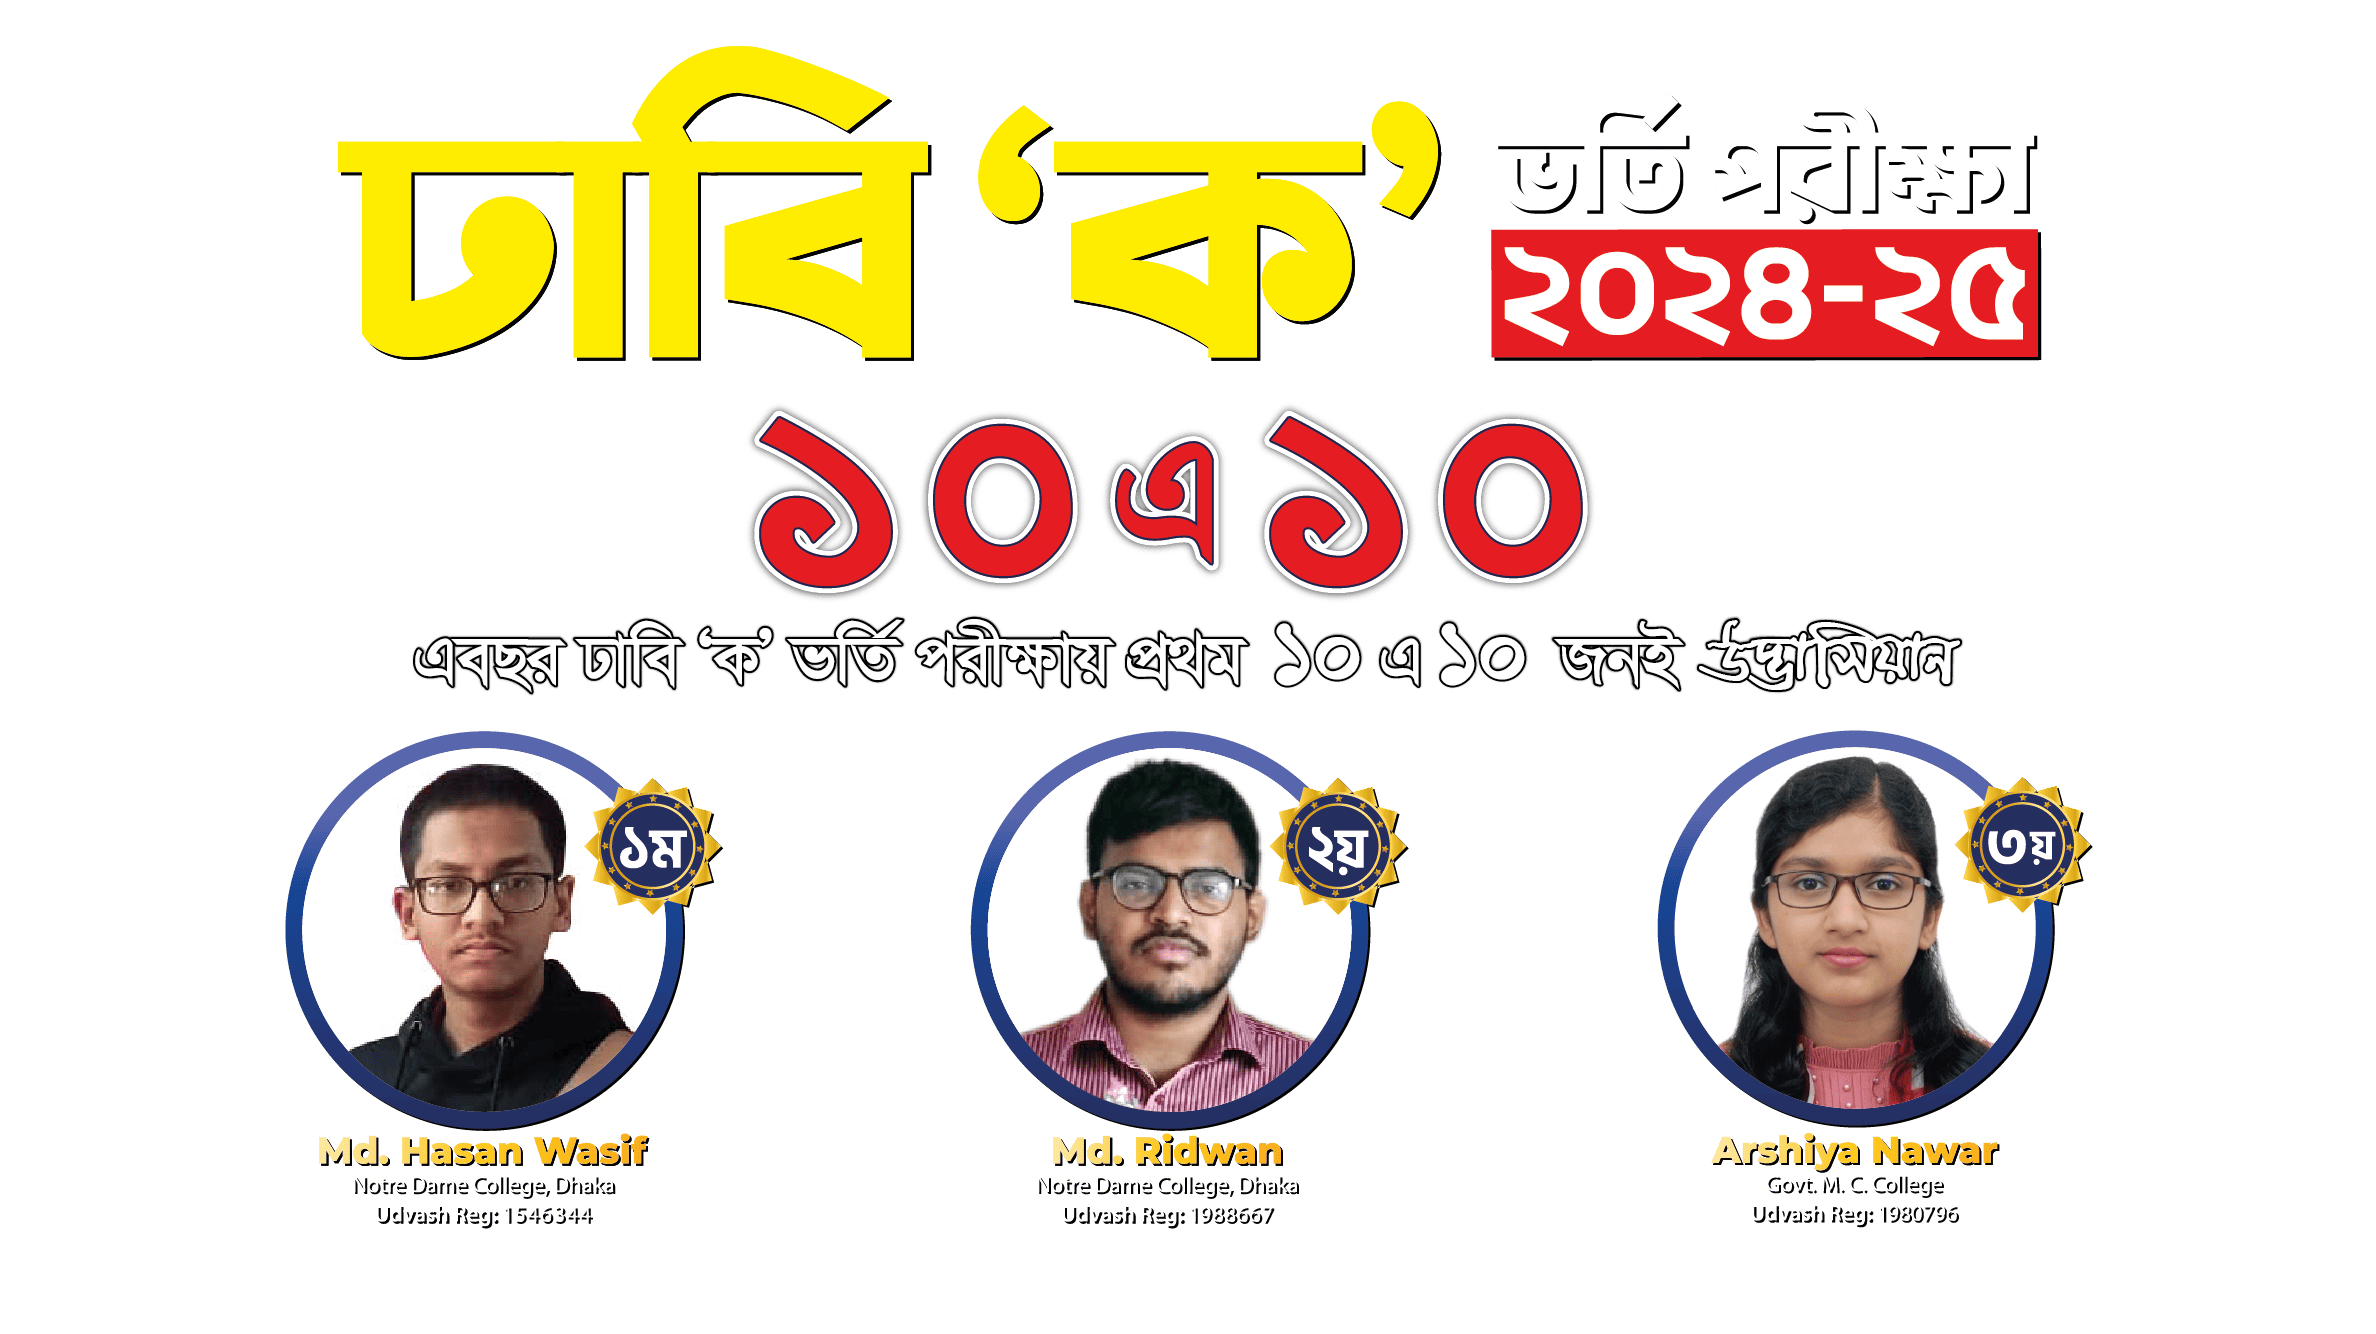 ঢাবি ‘ক’ ভর্তি পরীক্ষা
২০২৪-২৫
১০ এ ১০
এবছর ঢাবি ‘ক’ ভর্তি পরীক্ষায় প্রথম ১০ এ ১০ জনই উদ্ভাসিয়ান
১ম
২য়
৩য়
Md. Hasan Wasif
Notre Dame College, Dhaka
Udvash Reg: 1546344
Md. Ridwan
Notre Dame College, Dhaka
Udvash Reg: 1988667
Arshiya Nawar
Govt. M. C. College
Udvash Reg: 1980796